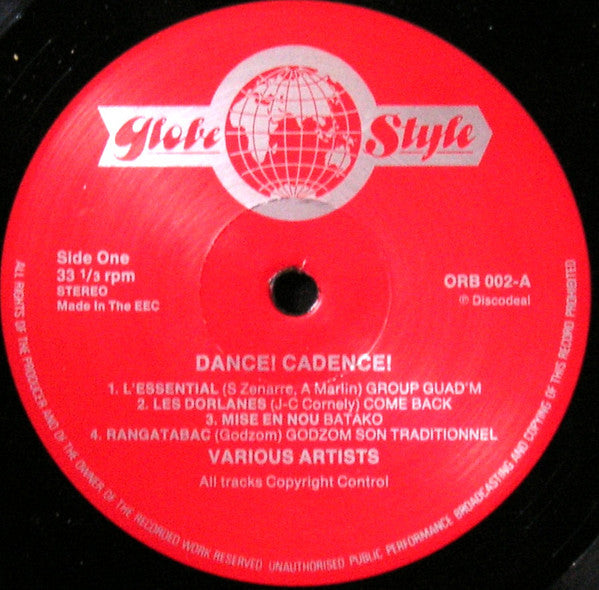 Globe Style
Side One
33 1/3 rpm
STEREO
Made In The EEC
ORB 002-A
℗ Discodeal
DANCE! CADENCE!
1. L'ESSENTIAL (S Zenarre, A Marlin) GROUP GUAD'M
2. LES DORLANES (J-C Cornely) COME BACK
3. MISE EN NOU BATAKO
4. RANGATABAC (Godzom) GODZOM SON TRADITIONNEL
VARIOUS ARTISTS
All tracks Copyright Control
ALL RIGHTS OF THE PRODUCER AND OF THE OWNER OF THE RECORDED WORK RESERVED UNAUTHORISED PUBLIC PERFORMANCE BROADCASTING AND COPYING OF THIS RECORD PROHIBITED